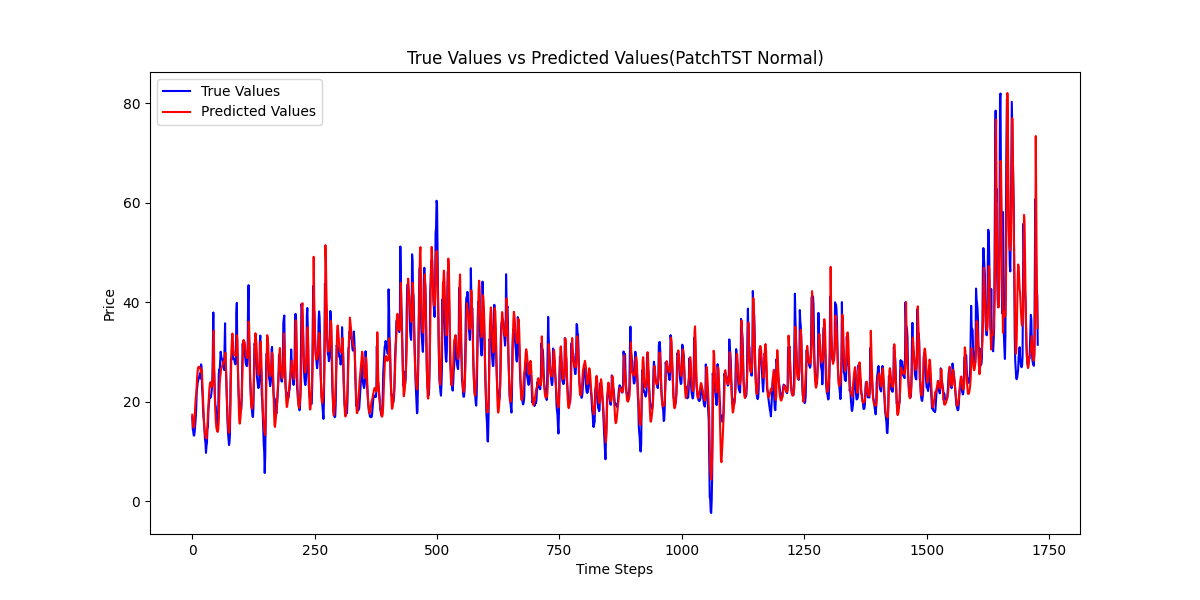 True Values vs Predicted Values(PatchTST Normal)
True Values
Predicted Values
Price
80
60
40
20
0
0 250 500 750 1000 1250 1500 1750
Time Steps